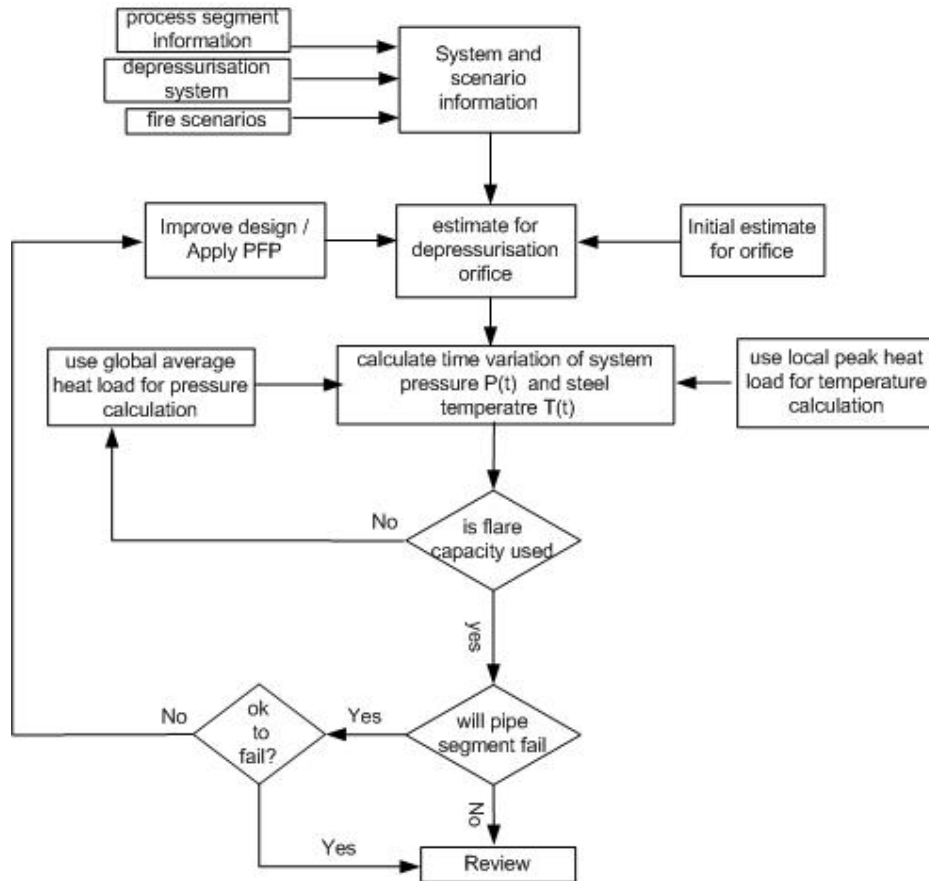 process segment
information
depressurisation
system
fire scenarios
System and
scenario
information
Improve design /
Apply PFP
estimate for
depressurisation
orifice
Initial estimate
for orifice
use global average
heat load for pressure
calculation
calculate time variation of system
pressure P(t) and steel
temperatre T(t)
use local peak heat
load for temperature
calculation
No
is flare
capacity used
yes
No
ok
to
fail?
Yes
will pipe
segment fail
No
Yes
Review